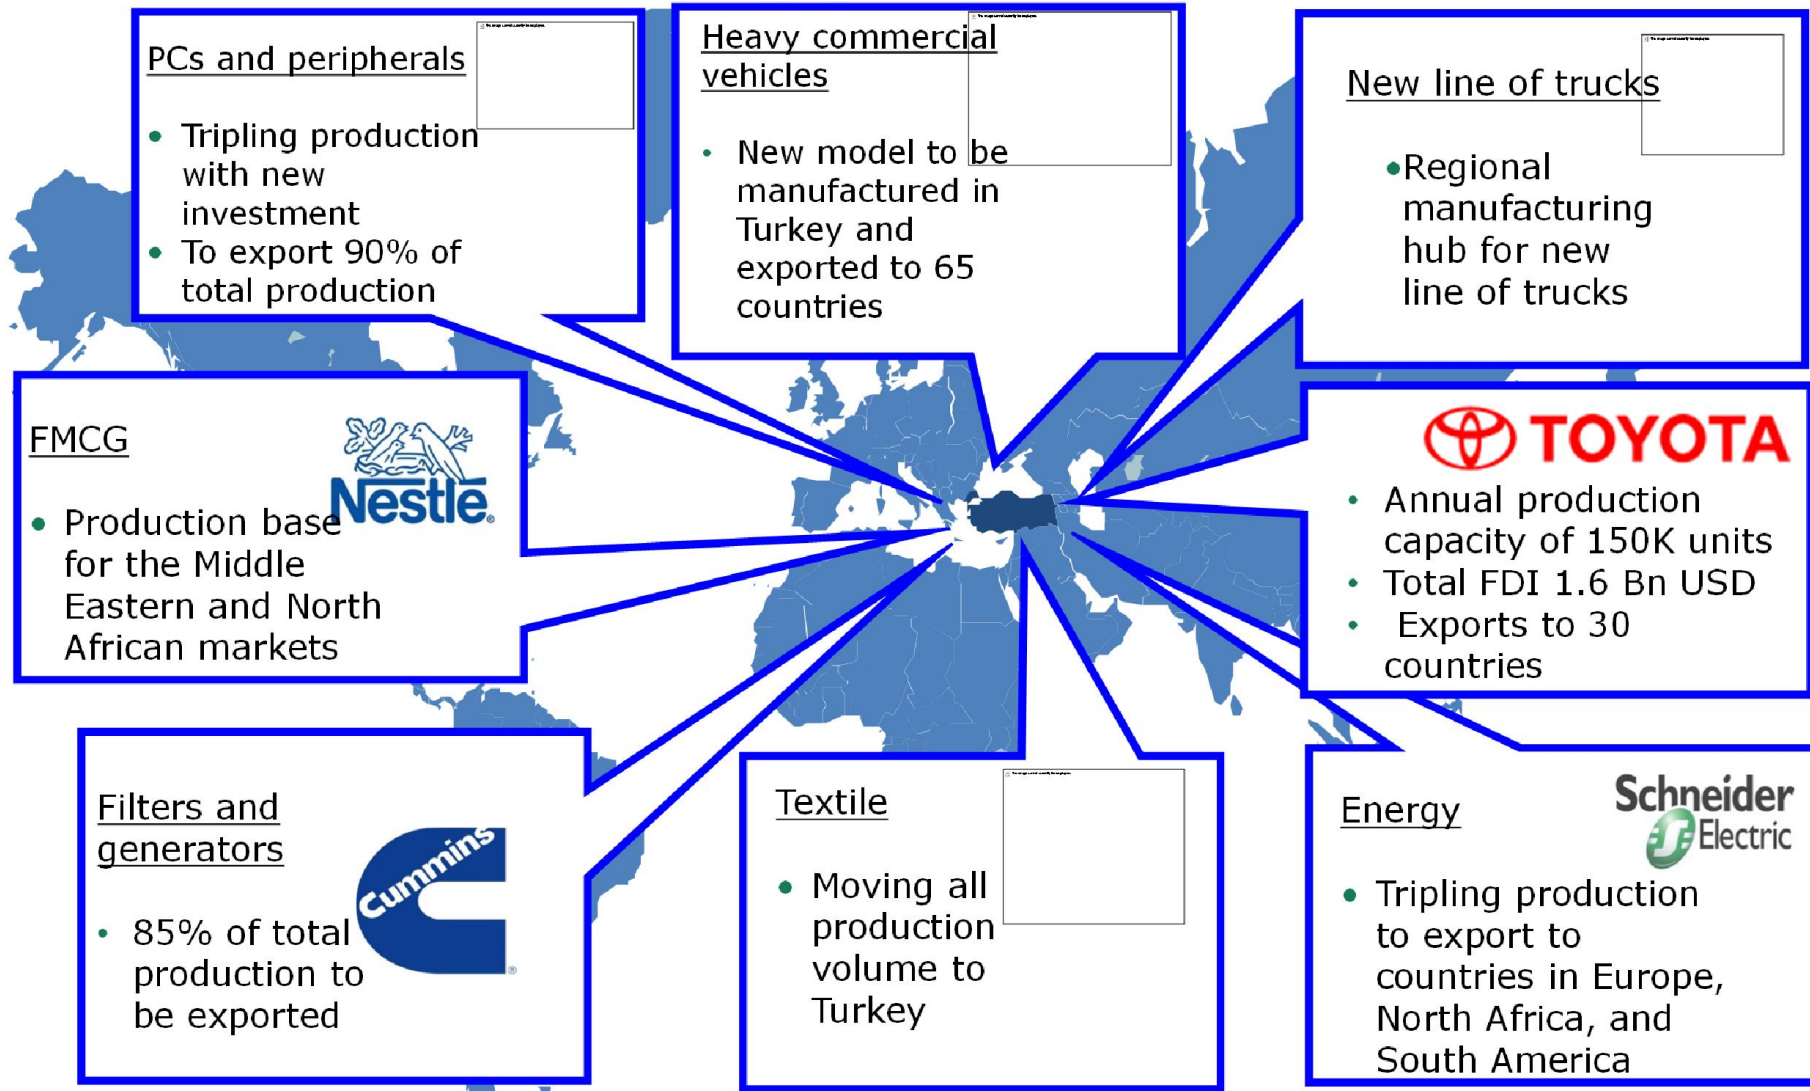 PCs and peripherals
• Tripling production
with new
investment
• To export 90% of
total production
Heavy commercial
vehicles
• New model to be
manufactured in
Turkey and
exported to 65
countries
New line of trucks
•Regional
manufacturing
hub for new
line of trucks
FMCG
Nestlé
• Production base
for the Middle
Eastern and North
African markets
TOYOTA
• Annual production
capacity of 150K units
• Total FDI 1.6 Bn USD
• Exports to 30
countries
Filters and
generators
Cummins
• 85% of total
production to
be exported
Textile
• Moving all
production
volume to
Turkey
Energy
Schneider
Electric
• Tripling production
to export to
countries in Europe,
North Africa, and
South America